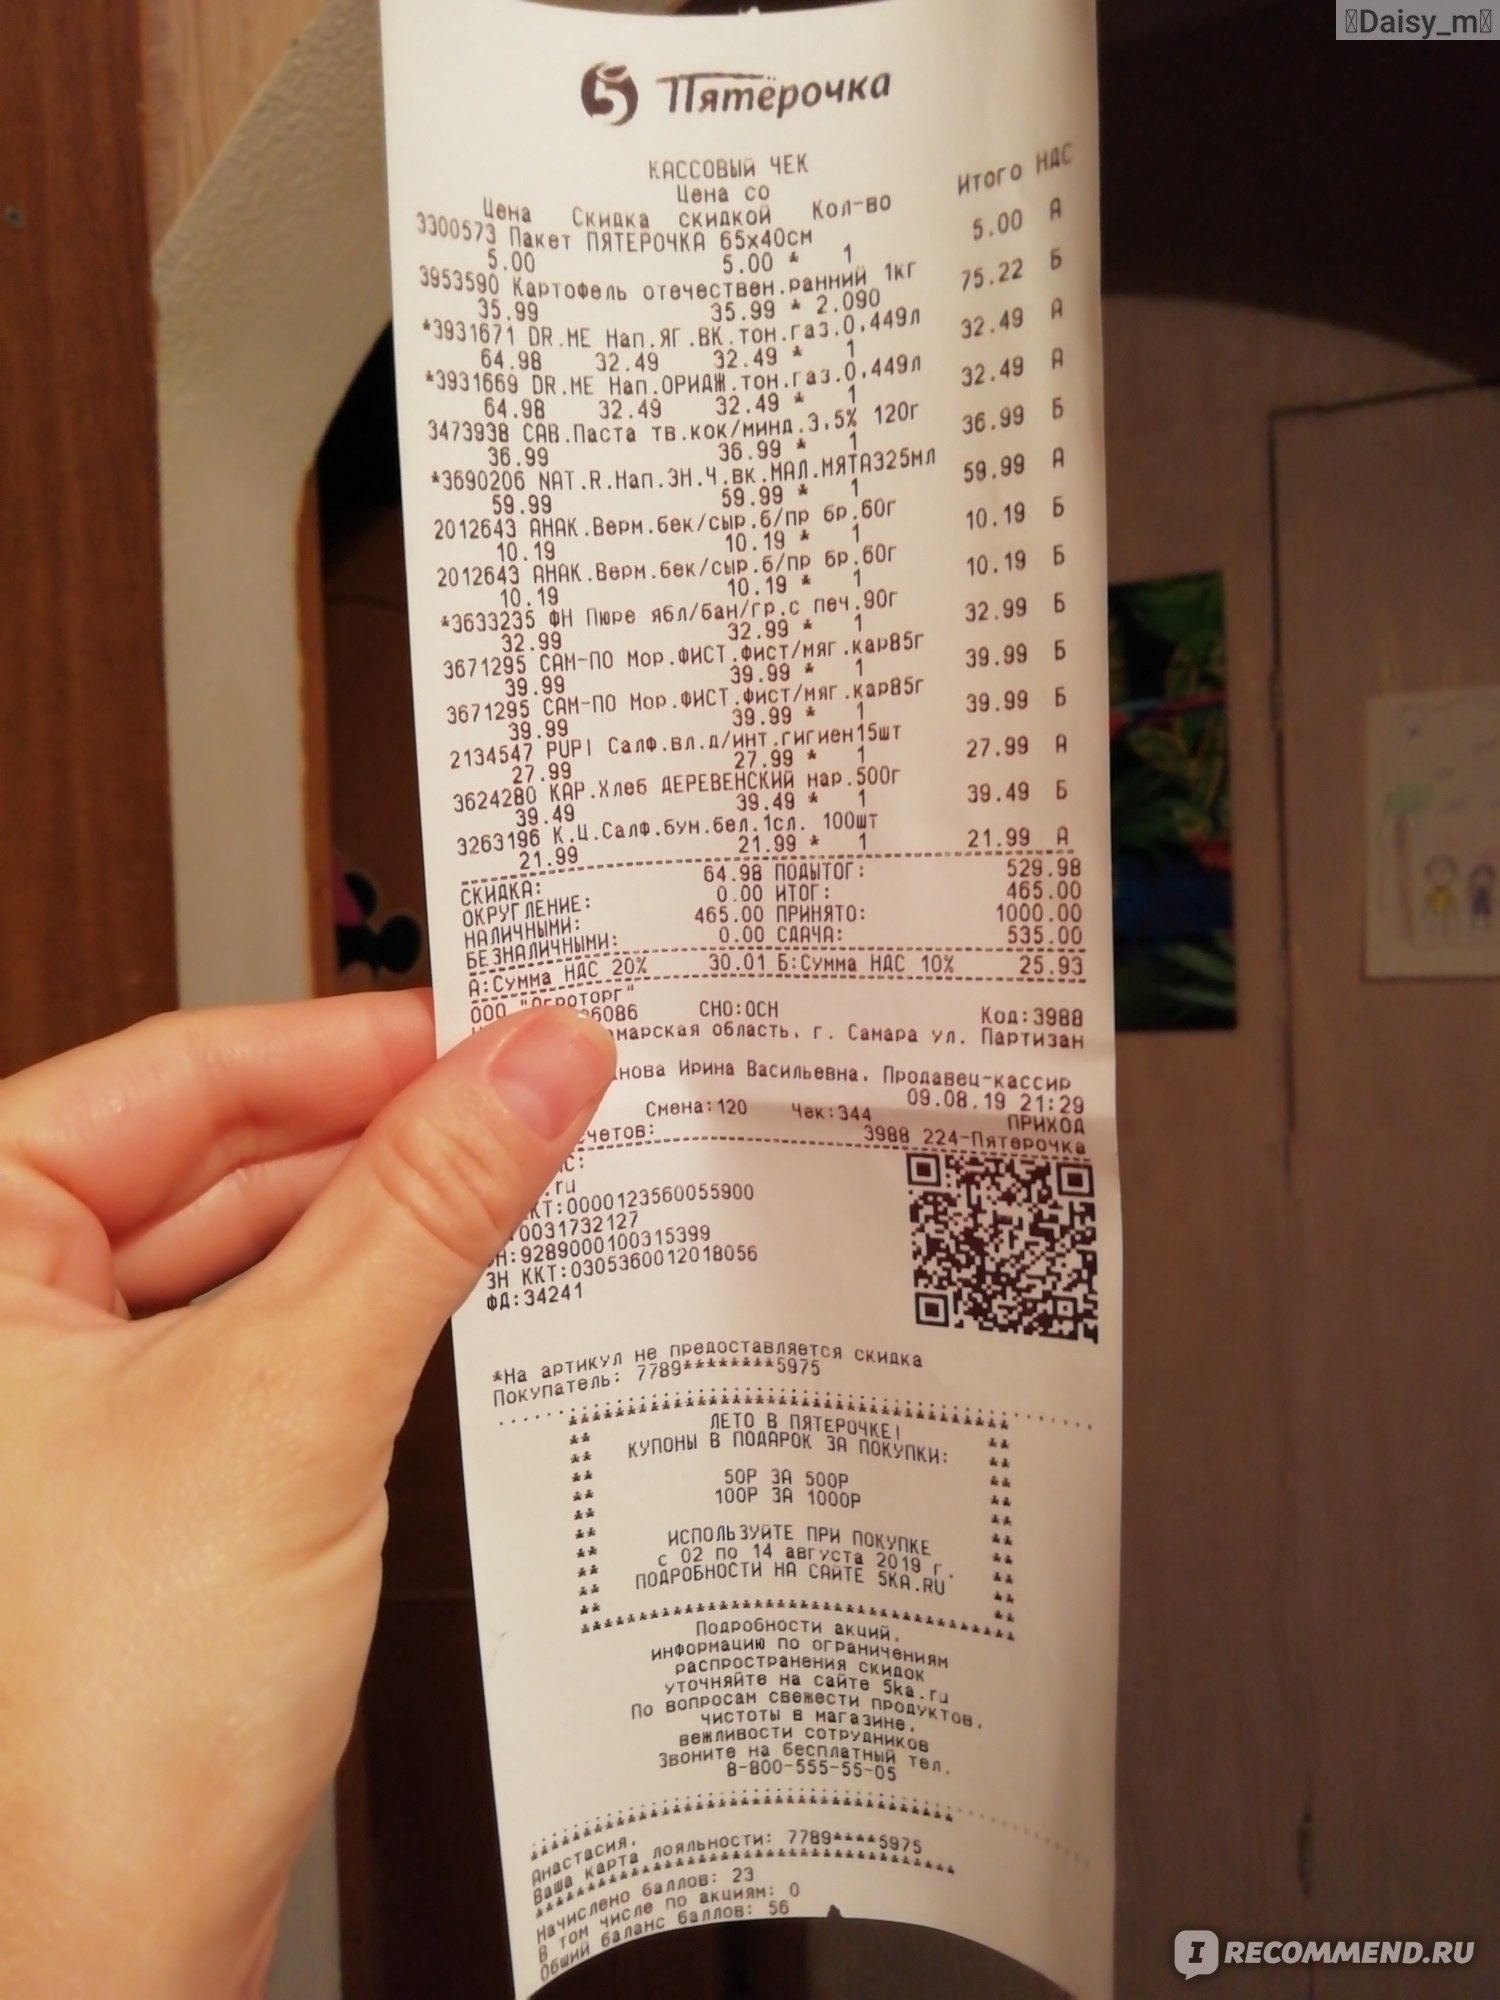 Daisy_m
5 Пятёрочка
КАССОВЫЙ ЧЕК
Цена со
Цена Скидка скидкой Кол-во Итого НДС
3300573 Пакет ПЯТЕРОЧКА 65х40см
5.00 5.00 * 1 5.00 А
3953590 Картофель отечествен.ранний 1кг
35.99 35.99 * 2.090 75.22 Б
*3931671 DR.ME Нап.ЯГ.ВК.тон.газ.0,449л
64.98 32.49 32.49 * 1 32.49 А
*3931669 DR.ME Нап.ОРИДЖ.тон.газ.0,449л
64.98 32.49 32.49 * 1 32.49 А
3473938 САВ.Паста тв.кок/минд.3,5% 120г
36.99 36.99 * 1 36.99 Б
*3690206 NAT.R.Нап.ЭН.Ч.ВК.МАЛ.МЯТА325мл
59.99 59.99 * 1 59.99 А
2012643 АНАК.Верм.бек/сыр.б/пр бр.60г
10.19 10.19 * 1 10.19 Б
2012643 АНАК.Верм.бек/сыр.б/пр бр.60г
10.19 10.19 * 1 10.19 Б
*3633235 ФН Пюре ябл/бан/гр.с печ.90г
32.99 32.99 * 1 32.99 Б
3671295 САМ-ПО Мор.ФИСТ.фист/мяг.кар85г
39.99 39.99 * 1 39.99 Б
3671295 САМ-ПО Мор.ФИСТ.фист/мяг.кар85г
39.99 39.99 * 1 39.99 Б
2134547 PUPI Салф.вл.д/инт.гигиен15шт
27.99 27.99 * 1 27.99 А
3624280 КАР.Хлеб ДЕРЕВЕНСКИЙ нар.500г
39.49 39.49 * 1 39.49 Б
3263196 К.Ц.Салф.бум.бел.1сл. 100шт
21.99 21.99 * 1 21.99 А
СКИДКА: 64.98 ПОДЫТОГ: 529.98
ОКРУГЛЕНИЕ: 0.00 ИТОГ: 465.00
НАЛИЧНЫМИ: 465.00 ПРИНЯТО: 1000.00
БЕЗНАЛИЧНЫМИ: 0.00 СДАЧА: 535.00
А:Сумма НДС 20% 30.01 Б:Сумма НДС 10% 25.93
ООО "Агроторг"
6086 СНО:ОСН Код:3988
марская область, г. Самара ул. Партизан
нова Ирина Васильевна, Продавец-кассир
09.08.19 21:29
Смена:120 Чек:344 ПРИХОД
счетов: 3988 224-Пятерочка
С:
.ru
КТ:0000123560055900
0031732127
Н:9289000100315399
ЗН ККТ:0305360012018056
ФД:34241
*На артикул не предоставляется скидка
Покупатель: 7789********5975
ЛЕТО В ПЯТЕРОЧКЕ!
КУПОНЫ В ПОДАРОК ЗА ПОКУПКИ:
50Р ЗА 500Р
100Р ЗА 1000Р
ИСПОЛЬЗУЙТЕ ПРИ ПОКУПКЕ
с 02 по 14 августа 2019 г.
ПОДРОБНОСТИ НА САЙТЕ 5KA.RU
Подробности акций,
информацию по ограничениям
распространения скидок
уточняйте на сайте 5ka.ru
По вопросам свежести продуктов,
чистоты в магазине,
вежливости сотрудников
Звоните на бесплатный тел.
8-800-555-55-05
Анастасия,
Ваша карта лояльности: 7789****5975
Начислено баллов: 23
В том числе по акциям: 0
Общий баланс баллов: 56
IRECOMMEND.RU